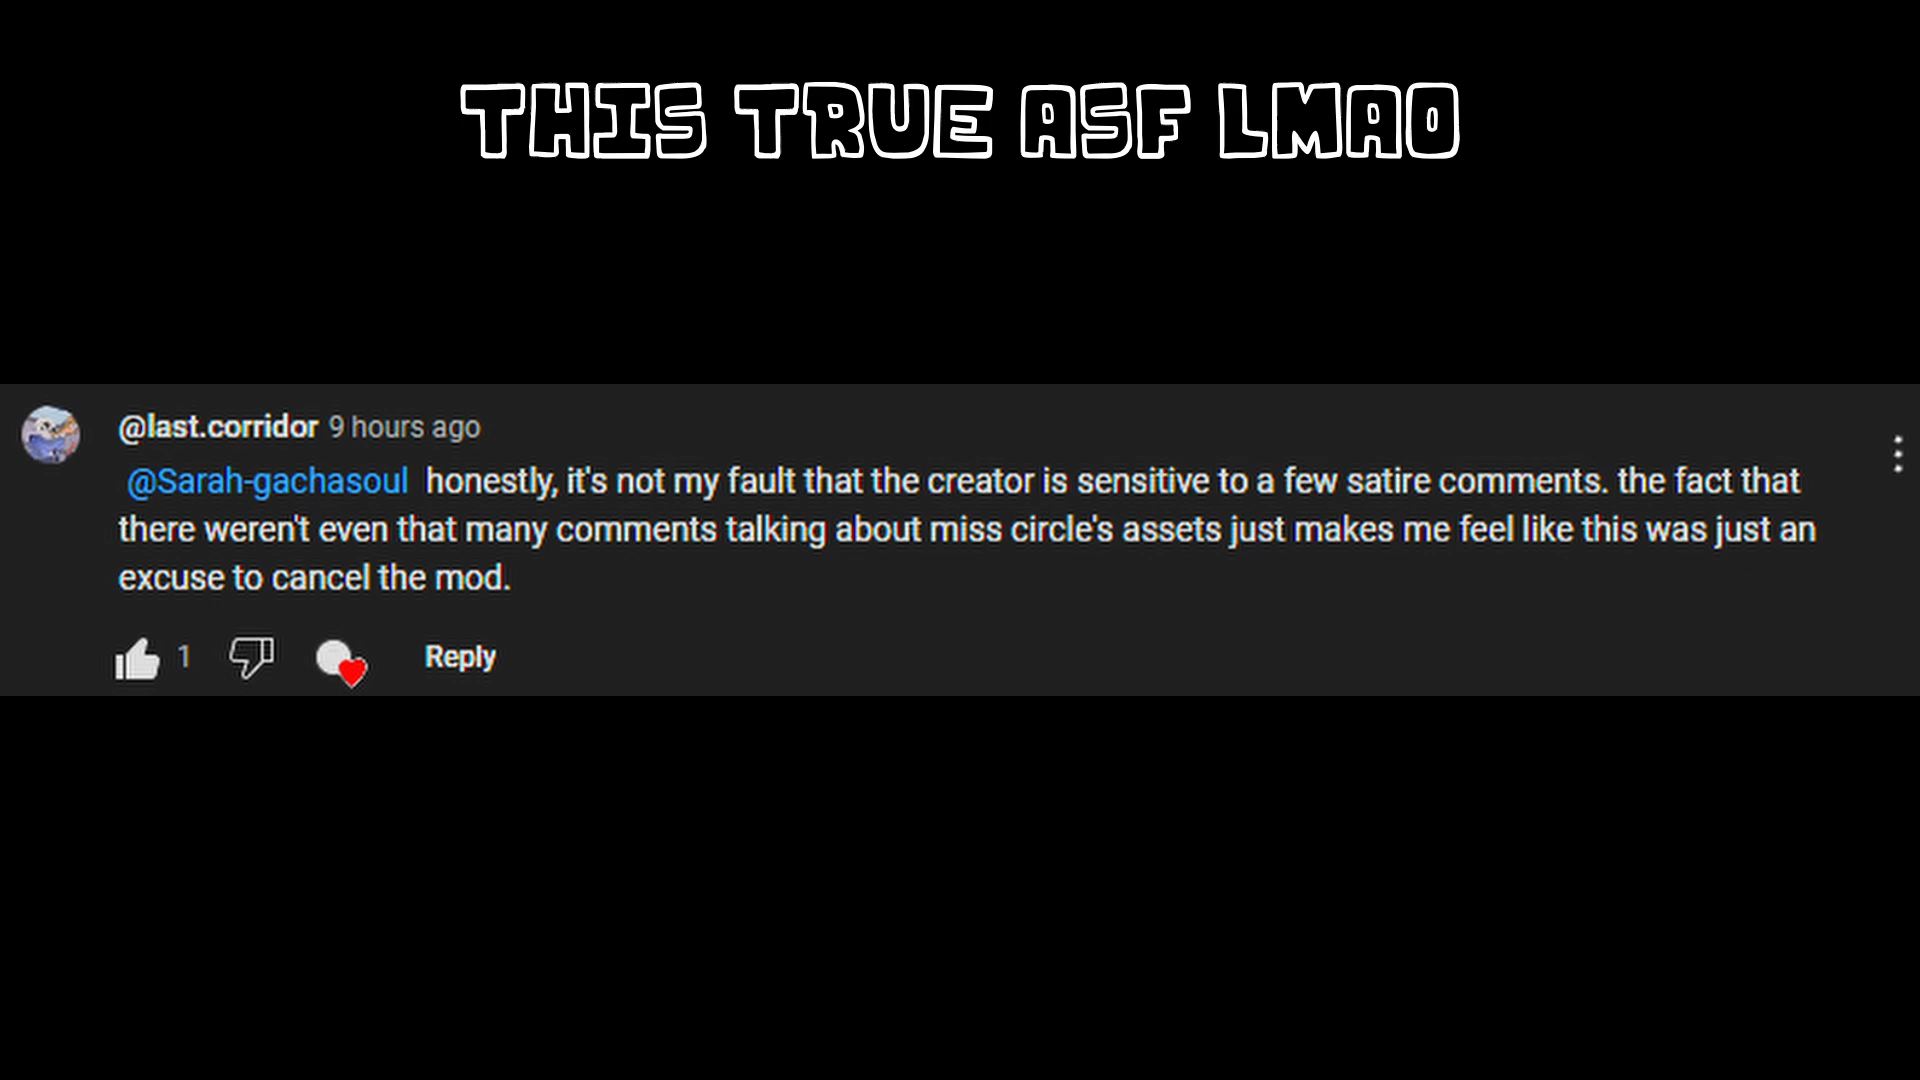 THIS TRUE ASF LMAO
@last.corridor 9 hours ago
@Sarah-gachasoul honestly, it's not my fault that the creator is sensitive to a few satire comments. the fact that
there weren't even that many comments talking about miss circle's assets just makes me feel like this was just an
excuse to cancel the mod.
1 Reply